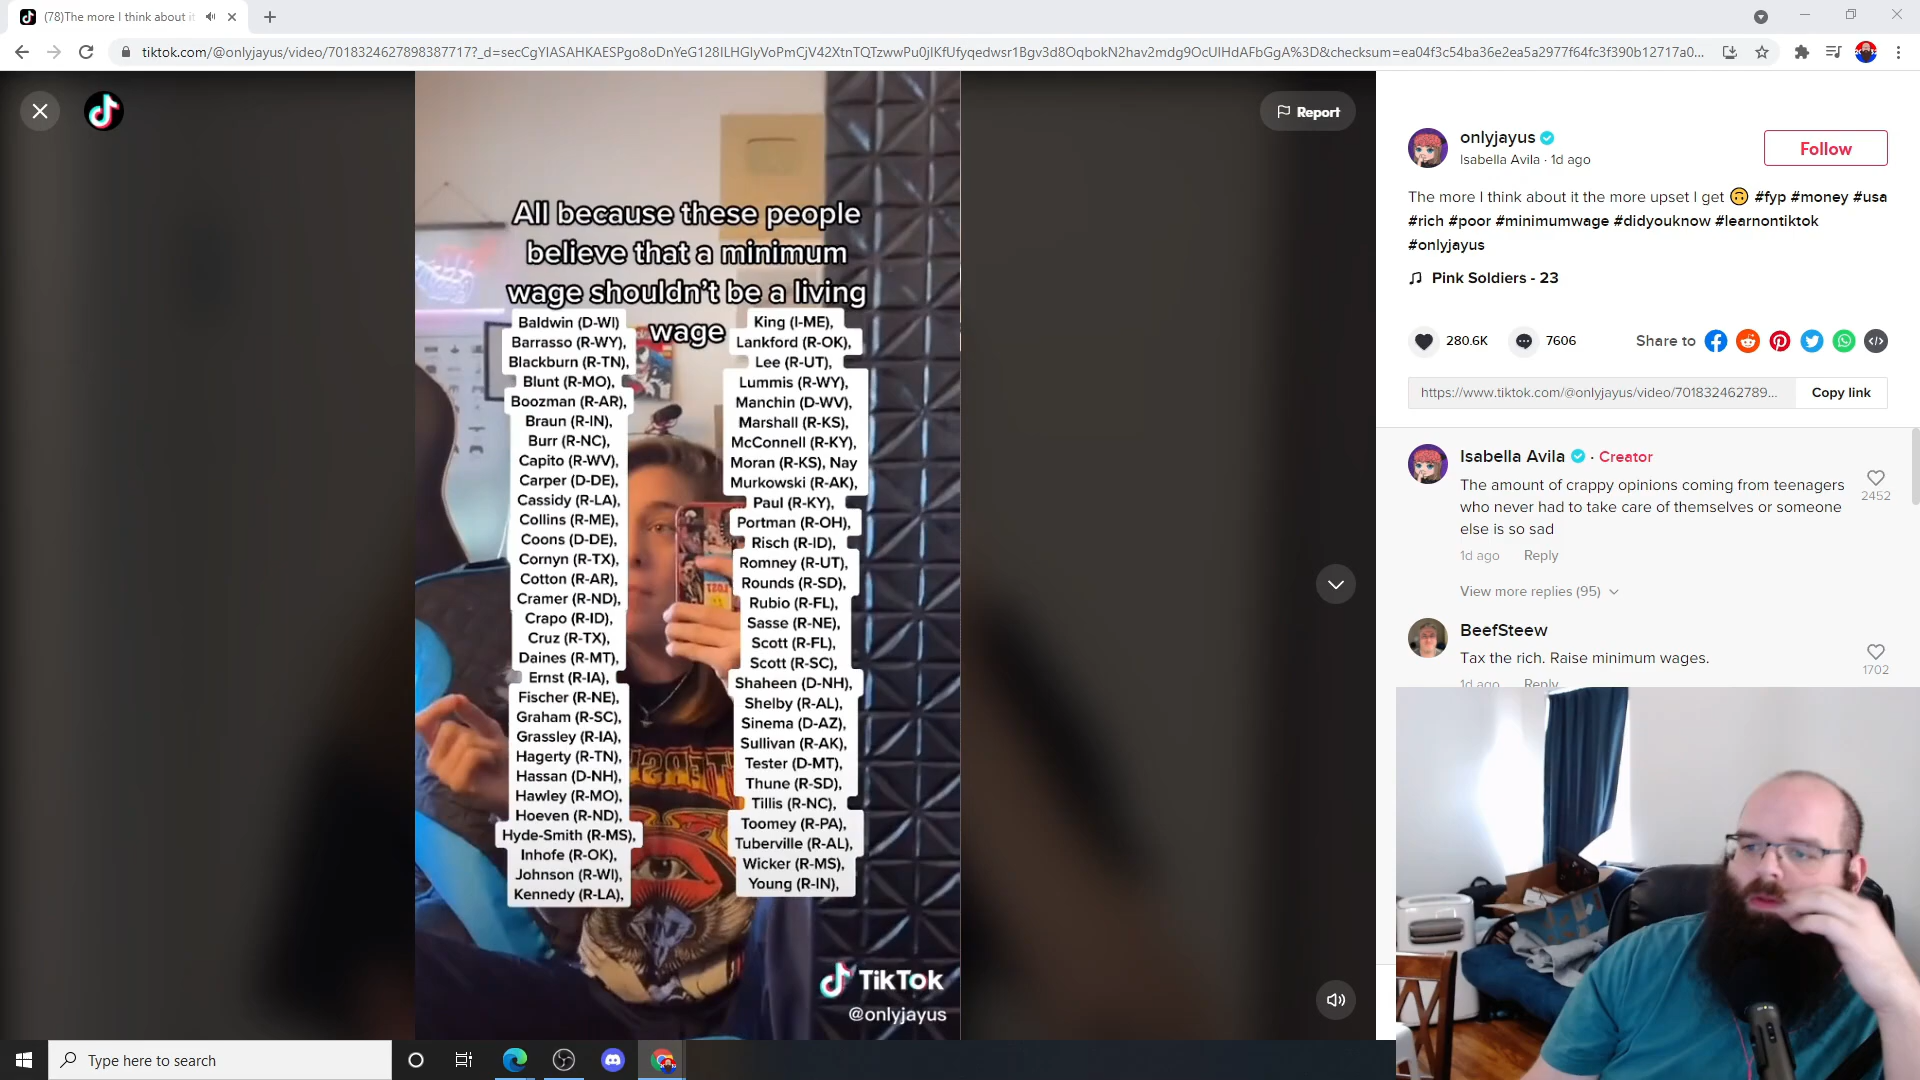 (78)The more I think about it
tiktok.com/@onlyjayus/video/7018324627898387717?_d=secCgYIASAHKAESPgo8oDnYeG128ILHGlyVoPmCjV42XtnTQTzwwPu0jlKfUfyqedwsr1Bgv3d8OqbokN2hav2mdg9OcUIHdAFbGgA%3D&checksum=ea04f3c54ba36e2ea5a2977f64fc3f390b12717a0...
Report
All because these people
believe that a minimum
wage shouldn't be a living
wage
Baldwin (D-WI)
Barrasso (R-WY),
Blackburn (R-TN),
Blunt (R-MO),
Boozman (R-AR),
Braun (R-IN),
Burr (R-NC),
Capito (R-WV),
Carper (D-DE),
Cassidy (R-LA),
Collins (R-ME),
Coons (D-DE),
Cornyn (R-TX),
Cotton (R-AR),
Cramer (R-ND),
Crapo (R-ID),
Cruz (R-TX),
Daines (R-MT),
Ernst (R-IA),
Fischer (R-NE),
Graham (R-SC),
Grassley (R-IA),
Hagerty (R-TN),
Hassan (D-NH),
Hawley (R-MO),
Hoeven (R-ND),
Hyde-Smith (R-MS),
Inhofe (R-OK),
Johnson (R-WI),
Kennedy (R-LA),
King (I-ME),
Lankford (R-OK),
Lee (R-UT),
Lummis (R-WY),
Manchin (D-WV),
Marshall (R-KS),
McConnell (R-KY),
Moran (R-KS), Nay
Murkowski (R-AK),
Paul (R-KY),
Portman (R-OH),
Risch (R-ID),
Romney (R-UT),
Rounds (R-SD),
Rubio (R-FL),
Sasse (R-NE),
Scott (R-FL),
Scott (R-SC),
Shaheen (D-NH),
Shelby (R-AL),
Sinema (D-AZ),
Sullivan (R-AK),
Tester (D-MT),
Thune (R-SD),
Tillis (R-NC),
Toomey (R-PA),
Tuberville (R-AL),
Wicker (R-MS),
Young (R-IN),
TikTok
@onlyjayus
onlyjayus
Isabella Avila · 1d ago
Follow
The more I think about it the more upset I get 🙃 #fyp #money #usa
#rich #poor #minimumwage #didyouknow #learnontiktok
#onlyjayus
Pink Soldiers - 23
280.6K
7606
Share to
https://www.tiktok.com/@onlyjayus/video/701832462789...
Copy link
Isabella Avila · Creator
The amount of crappy opinions coming from teenagers
who never had to take care of themselves or someone
else is so sad
2452
1d ago Reply
View more replies (95)
BeefSteew
Tax the rich. Raise minimum wages.
1702
1d ago Reply
Type here to search